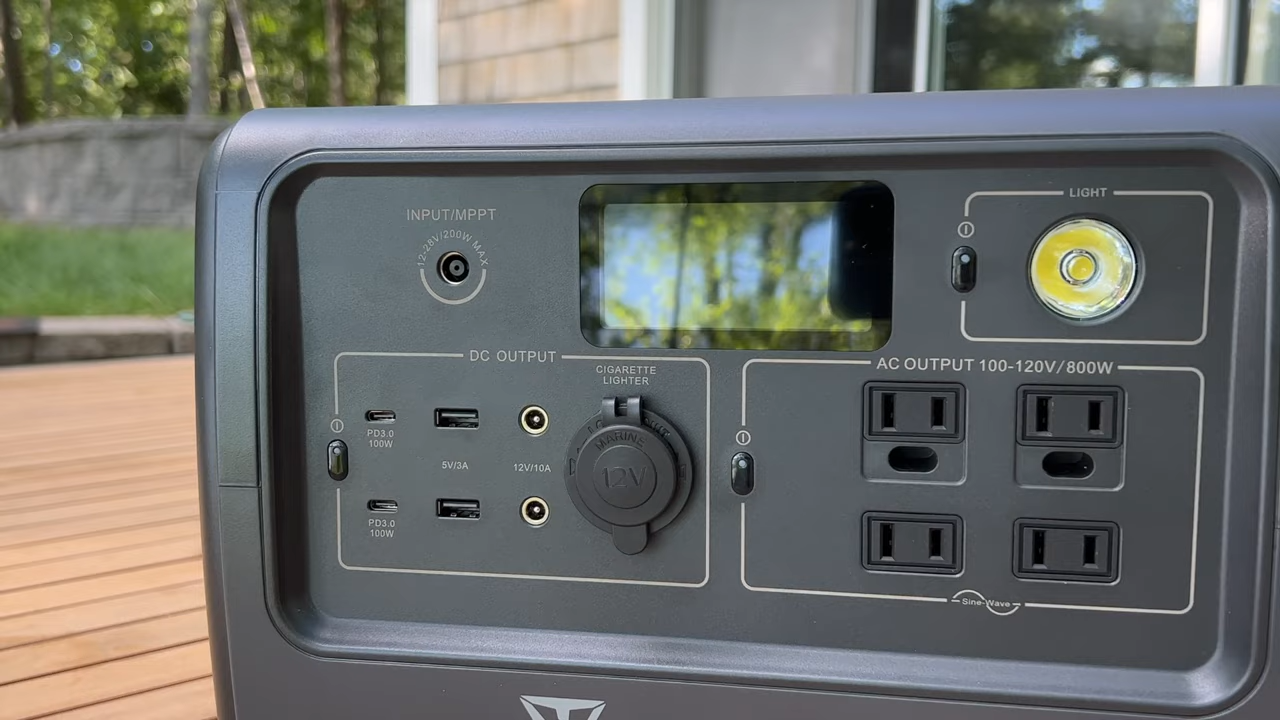 INPUT/MPPT
12-28V/200W MAX
LIGHT
DC OUTPUT
CIGARETTE
LIGHTER
AC OUTPUT 100-120V/800W
PD3.0
100W
5V/3A
12V/10A
MARINE
12V
PD3.0
100W
Sine-Wave